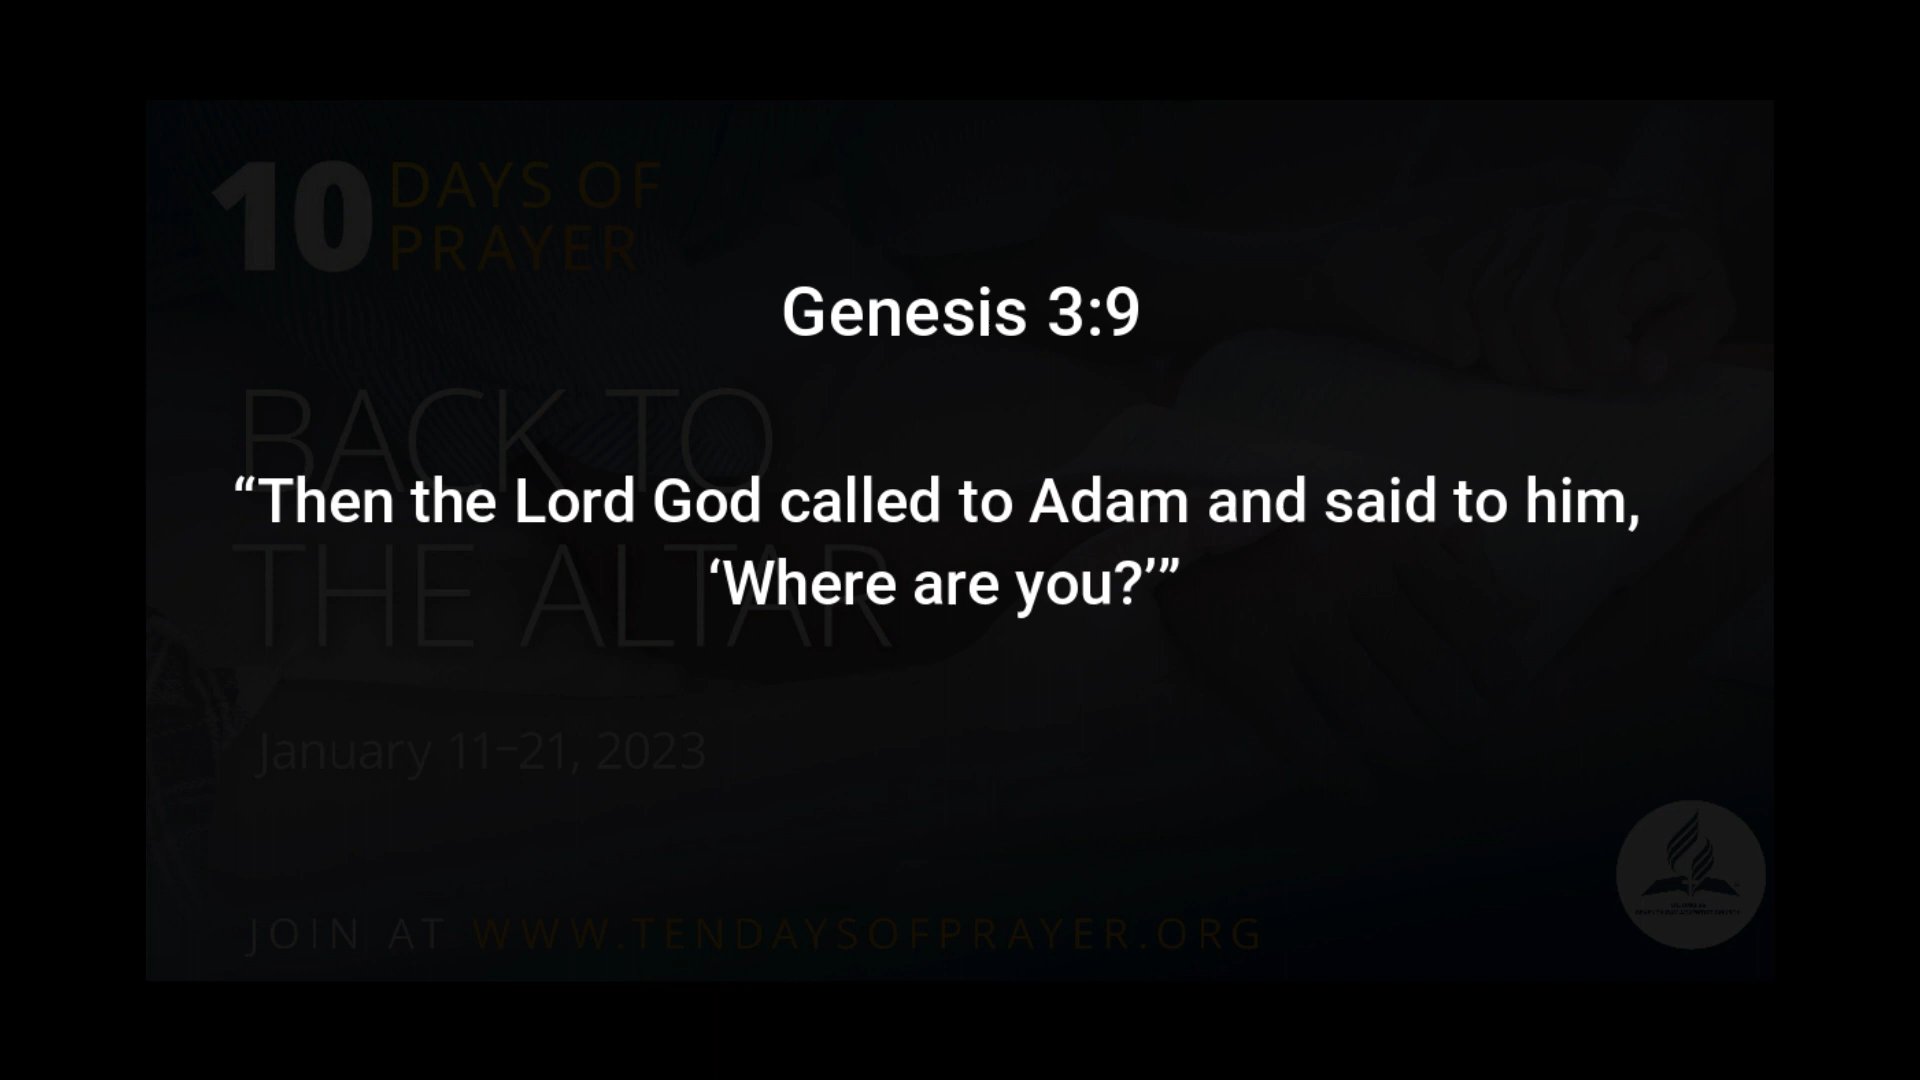 10 DAYS OF
PRAYER
Genesis 3:9
BACK TO
“Then the Lord God called to Adam and said to him,
THE ALTAR
‘Where are you?’”
January 11–21, 2023
JOIN AT WWW.TENDAYSOFPRAYER.ORG